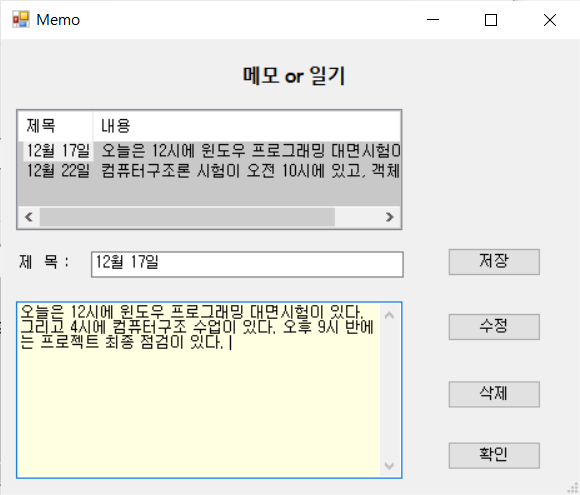 Memo
메모 or 일기
제목 내용
12월 17일 오늘은 12시에 윈도우 프로그래밍 대면시험이
12월 22일 컴퓨터구조론 시험이 오전 10시에 있고, 객체
제 목 : 12월 17일 저장
오늘은 12시에 윈도우 프로그래밍 대면시험이 있다.
그리고 4시에 컴퓨터구조 수업이 있다. 오후 9시 반에
는 프로젝트 최종 점검이 있다.
수정
삭제
확인